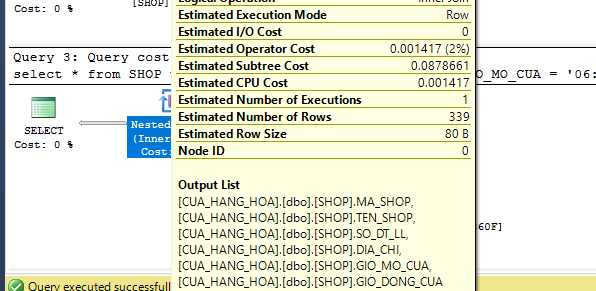 [SHOP]
Cost: 0 %
Inner Join
Estimated Execution Mode Row
Estimated I/O Cost 0
Estimated Operator Cost 0.001417 (2%)
Estimated Subtree Cost 0.0878661
Estimated CPU Cost 0.001417
Estimated Number of Executions 1
Estimated Number of Rows 339
Estimated Row Size 80 B
Node ID 0
Output List
[CUA_HANG_HOA].[dbo].[SHOP].MA_SHOP,
[CUA_HANG_HOA].[dbo].[SHOP].TEN_SHOP,
[CUA_HANG_HOA].[dbo].[SHOP].SO_DT_LL,
[CUA_HANG_HOA].[dbo].[SHOP].DIA_CHI,
[CUA_HANG_HOA].[dbo].[SHOP].GIO_MO_CUA,
[CUA_HANG_HOA].[dbo].[SHOP].GIO_DONG_CUA
Query 3: Query cost
select * from SHOP O_MO_CUA = '06:
SELECT
Cost: 0 %
Nested
(Inner
Cost:
60F]
Query executed successfull